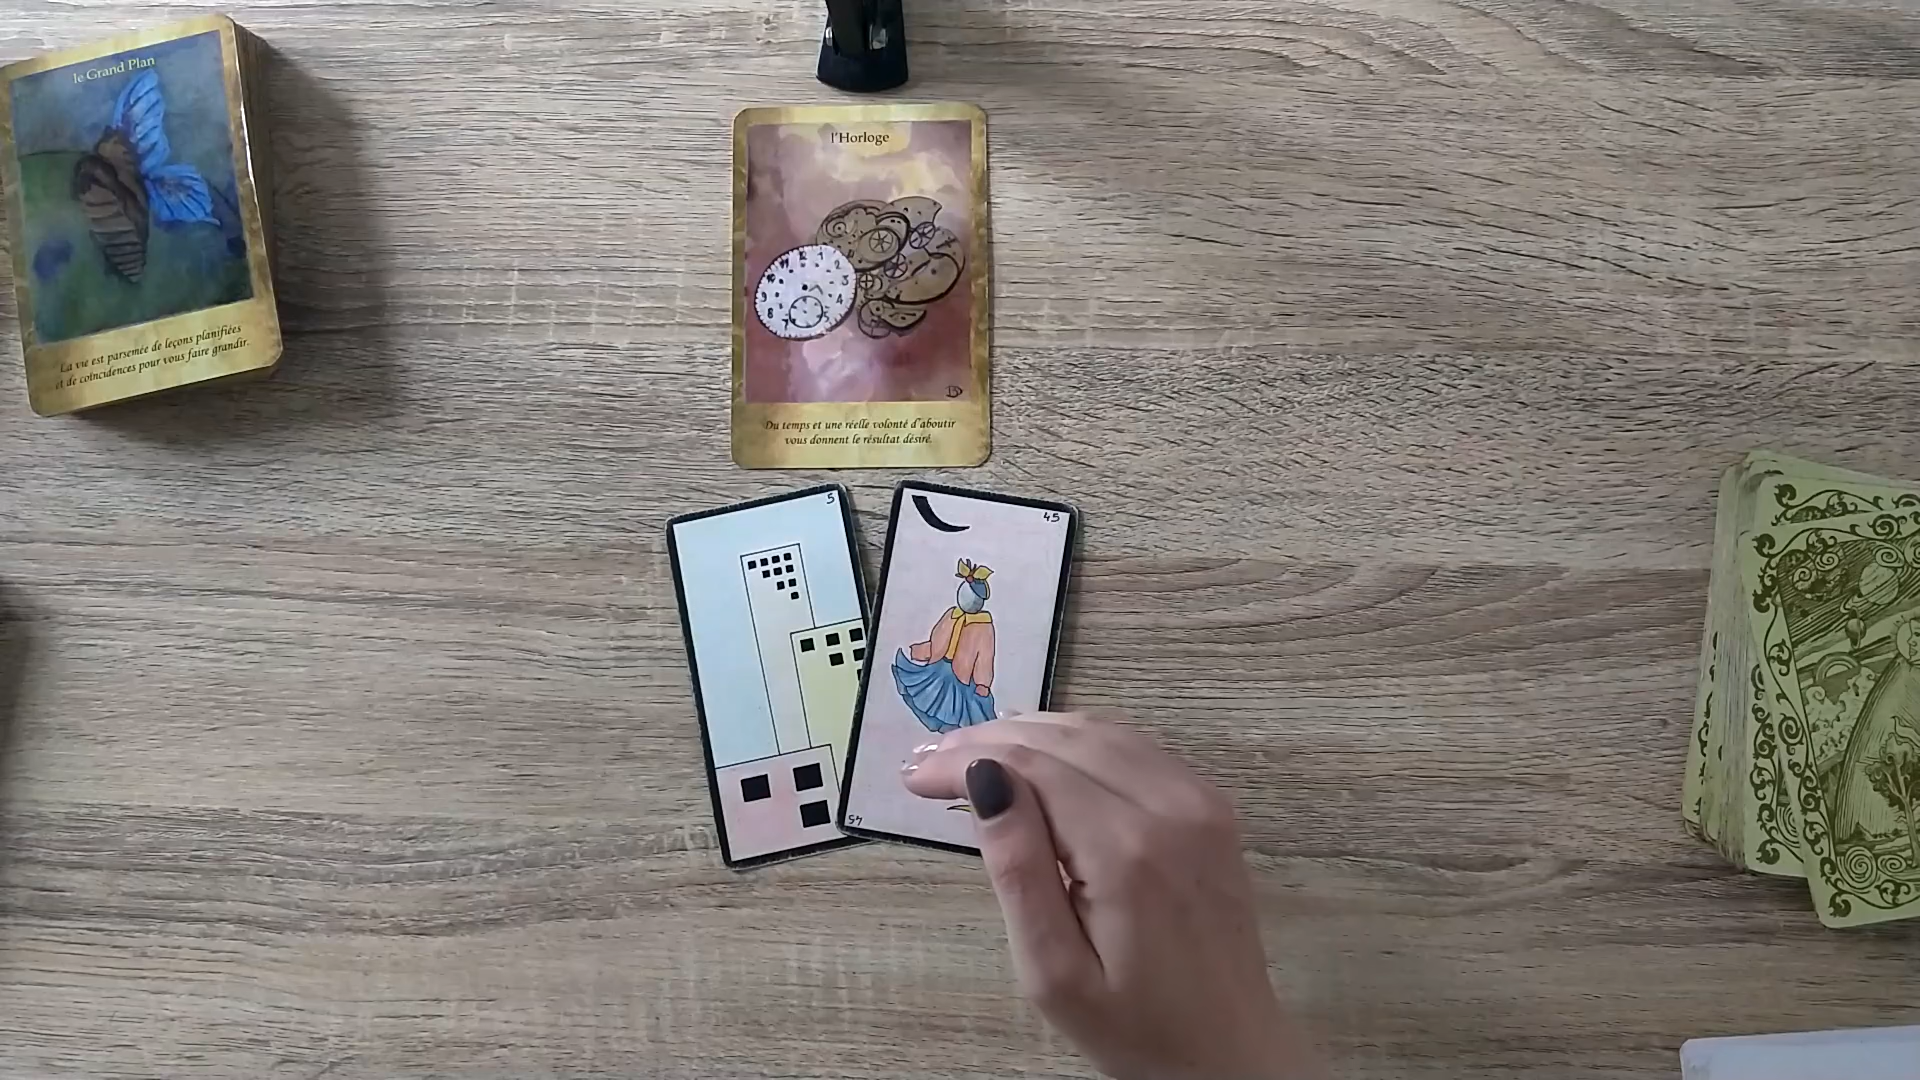 le Grand Plan
La vie est parsemée de leçons planifiées
et de coïncidences pour vous faire grandir.
l'Horloge
Du temps et une réelle volonté d'aboutir
vous donnent le résultat désiré.
5
45
45